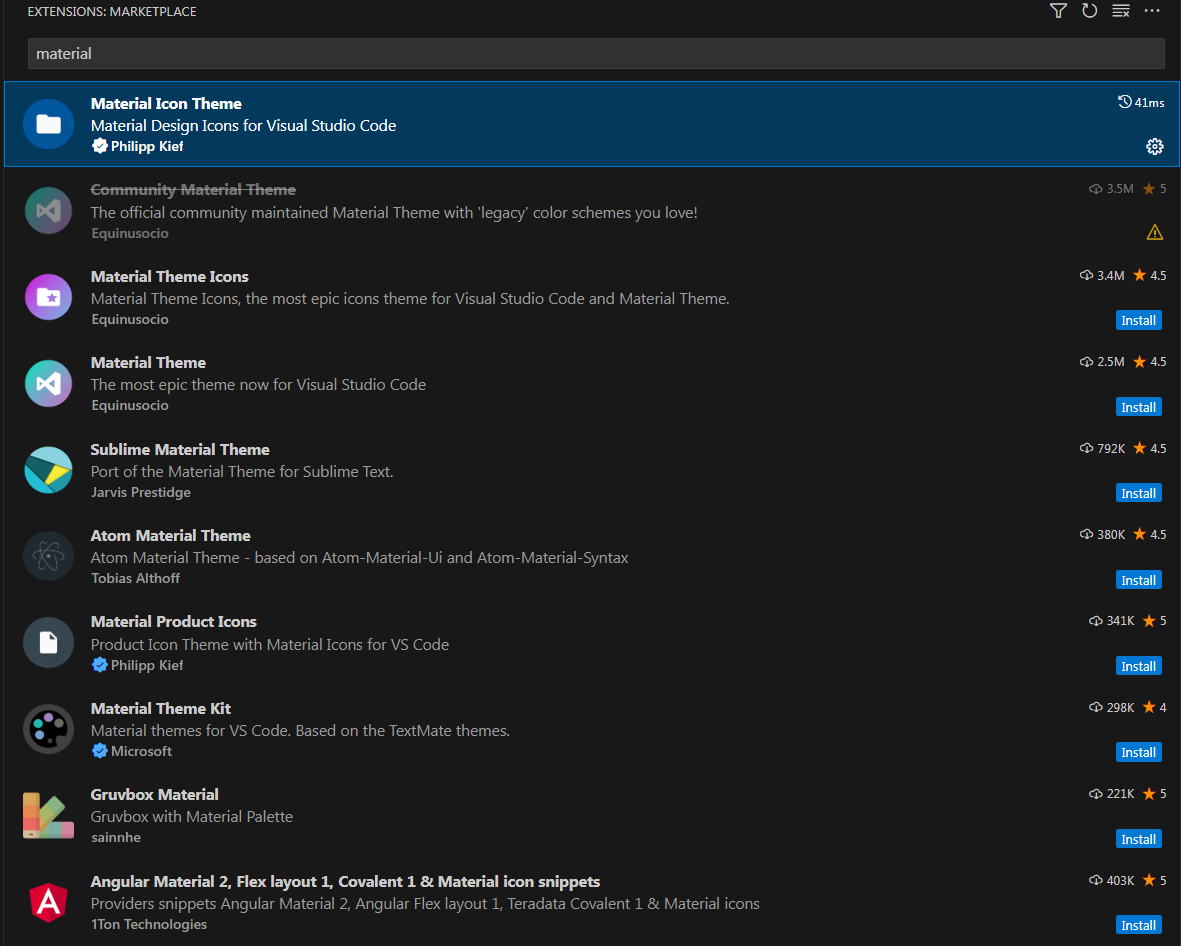 EXTENSIONS: MARKETPLACE
material
Material Icon Theme 41ms
Material Design Icons for Visual Studio Code
Philipp Kief
Community Material Theme 3.5M 5
The official community maintained Material Theme with 'legacy' color schemes you love!
Equinusocio
Material Theme Icons 3.4M 4.5
Material Theme Icons, the most epic icons theme for Visual Studio Code and Material Theme.
Equinusocio Install
Material Theme 2.5M 4.5
The most epic theme now for Visual Studio Code
Equinusocio Install
Sublime Material Theme 792K 4.5
Port of the Material Theme for Sublime Text.
Jarvis Prestidge Install
Atom Material Theme 380K 4.5
Atom Material Theme - based on Atom-Material-Ui and Atom-Material-Syntax
Tobias Althoff Install
Material Product Icons 341K 5
Product Icon Theme with Material Icons for VS Code
Philipp Kief Install
Material Theme Kit 298K 4
Material themes for VS Code. Based on the TextMate themes.
Microsoft Install
Gruvbox Material 221K 5
Gruvbox with Material Palette
sainnhe Install
Angular Material 2, Flex layout 1, Covalent 1 & Material icon snippets 403K 5
Providers snippets Angular Material 2, Angular Flex layout 1, Teradata Covalent 1 & Material icons
1Ton Technologies Install